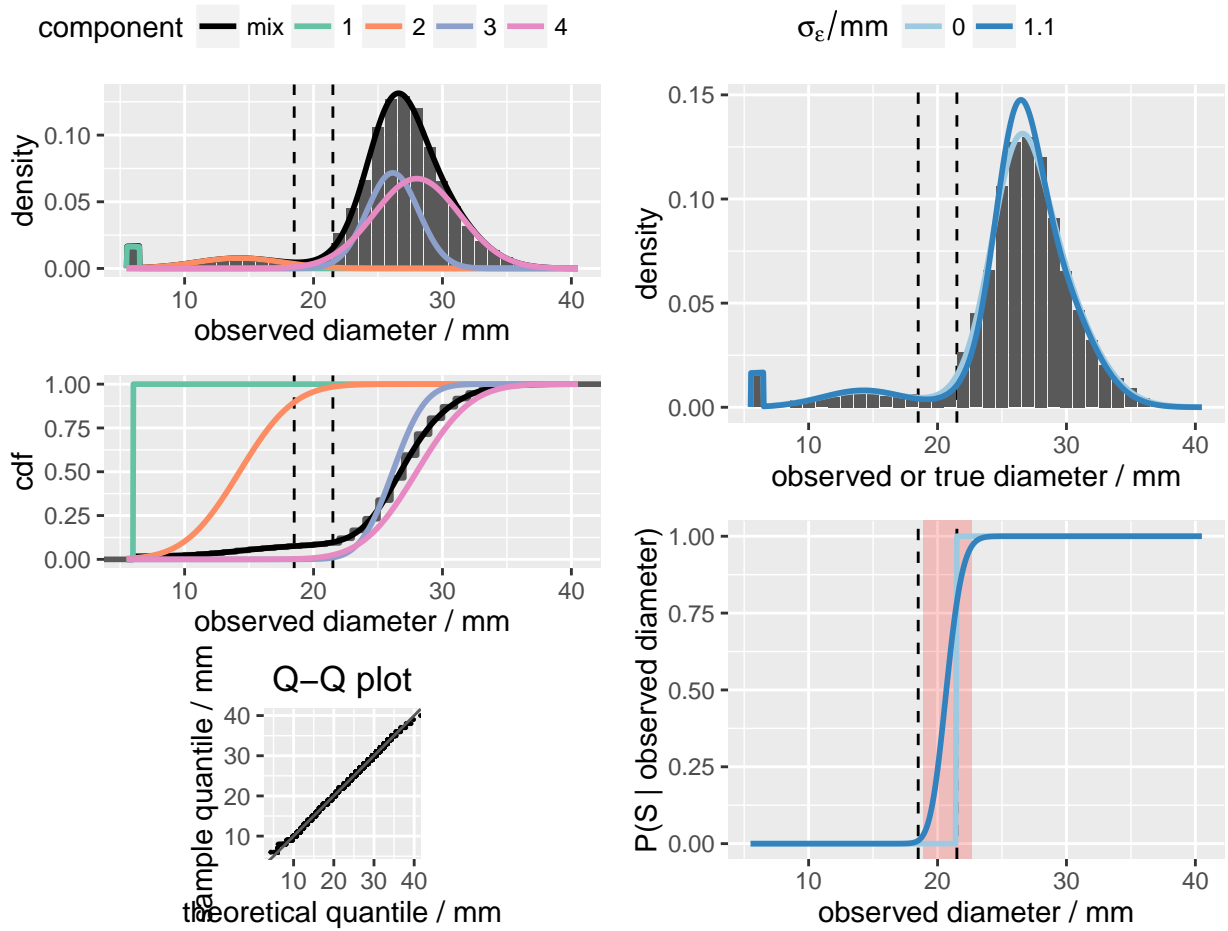 component mix 1 2 3 4
σε/mm 0 1.1
density
0.10
0.05
0.00
10 20 30 40
observed diameter / mm
cdf
1.00
0.75
0.50
0.25
0.00
10 20 30 40
observed diameter / mm
Q−Q plot
sample quantile / mm
40
30
20
10
10 20 30 40
theoretical quantile / mm
density
0.15
0.10
0.05
0.00
10 20 30 40
observed or true diameter / mm
P(S | observed diameter)
1.00
0.75
0.50
0.25
0.00
10 20 30 40
observed diameter / mm